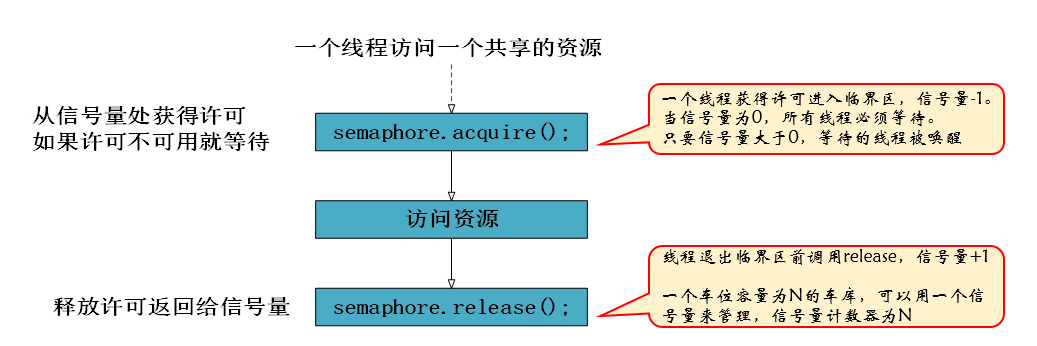 一个线程访问一个共享的资源
从信号量处获得许可
如果许可不可用就等待
semaphore.acquire();
一个线程获得许可进入临界区，信号量-1。
当信号量为0，所有线程必须等待。
只要信号量大于0，等待的线程被唤醒
访问资源
线程退出临界区前调用release，信号量+1
释放许可返回给信号量
semaphore.release();
一个车位容量为N的车库，可以用一个信
号量来管理，信号量计数器为N